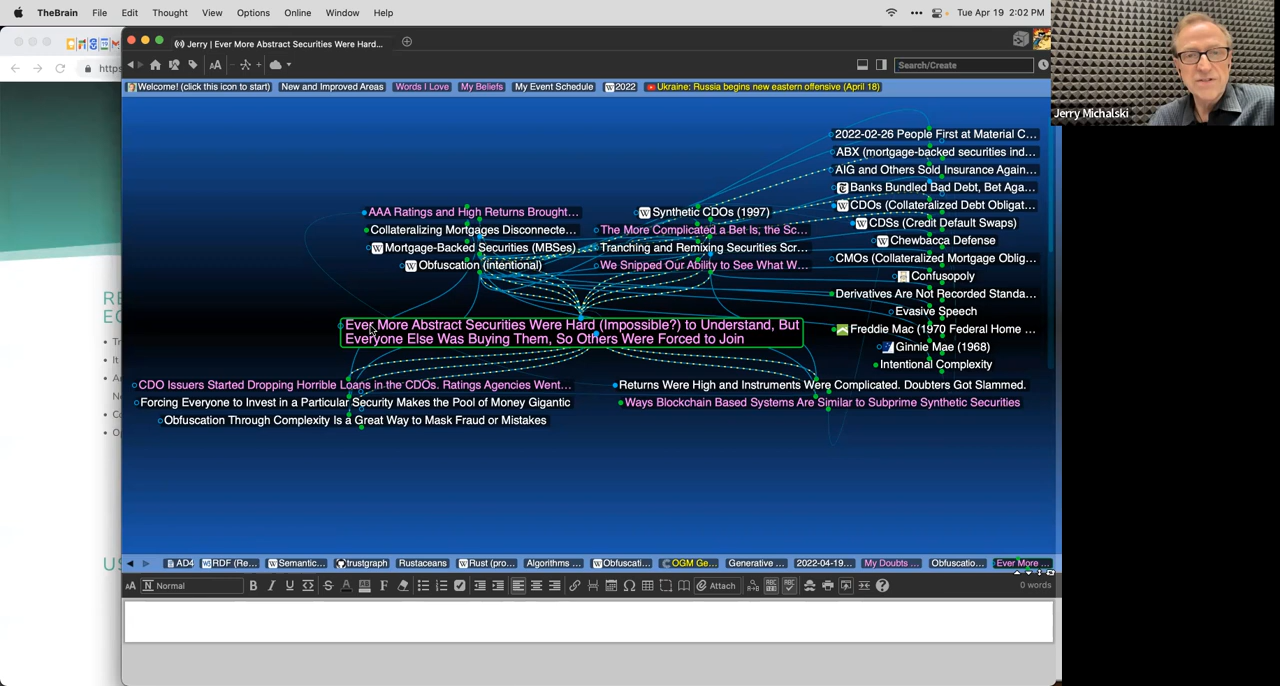 TheBrain File Edit Thought View Options Online Window Help
Tue Apr 19 2:02 PM
Jerry | Ever More Abstract Securities Were Hard...
https
AA
Search/Create
Welcome! (click this icon to start) New and Improved Areas Words I Love My Beliefs My Event Schedule 2022 Ukraine: Russia begins new eastern offensive (April 18)
Jerry Michalski
2022-02-26 People First at Material C...
ABX (mortgage-backed securities ind...
AIG and Others Sold Insurance Again...
Banks Bundled Bad Debt, Bet Aga...
CDOs (Collateralized Debt Obligat...
CDSs (Credit Default Swaps)
Chewbacca Defense
CMOs (Collateralized Mortgage Oblig...
Confusopoly
Derivatives Are Not Recorded Standa...
Evasive Speech
Freddie Mac (1970 Federal Home ...
Ginnie Mae (1968)
Intentional Complexity
AAA Ratings and High Returns Brought...
Collateralizing Mortgages Disconnecte...
Mortgage-Backed Securities (MBSes)
Obfuscation (intentional)
Synthetic CDOs (1997)
The More Complicated a Bet Is, the Sc...
Tranching and Remixing Securities Scr...
We Snipped Our Ability to See What W...
Ever More Abstract Securities Were Hard (Impossible?) to Understand, But
Everyone Else Was Buying Them, So Others Were Forced to Join
CDO Issuers Started Dropping Horrible Loans in the CDOs. Ratings Agencies Went...
Forcing Everyone to Invest in a Particular Security Makes the Pool of Money Gigantic
Obfuscation Through Complexity Is a Great Way to Mask Fraud or Mistakes
Returns Were High and Instruments Were Complicated. Doubters Got Slammed.
Ways Blockchain Based Systems Are Similar to Subprime Synthetic Securities
AD4 RDF (Re... Semantic... trustgraph Rustaceans Rust (pro... Algorithms ... Obfuscati... OGM Ge... Generative ... 2022-04-19... My Doubts ... Obfuscatio... Ever More ...
AA N Normal B I U S A F Attach 0 words